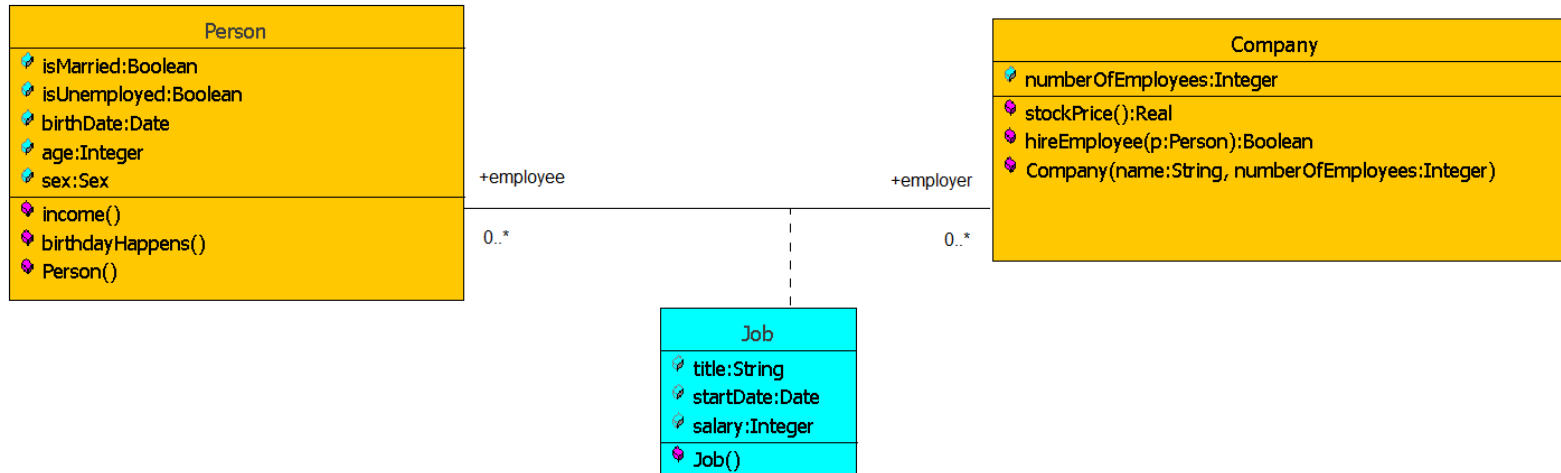 Person
isMarried:Boolean
isUnemployed:Boolean
birthDate:Date
age:Integer
sex:Sex
income()
birthdayHappens()
Person()
+employee
0..*
+employer
0..*
Company
numberOfEmployees:Integer
stockPrice():Real
hireEmployee(p:Person):Boolean
Company(name:String, numberOfEmployees:Integer)
Job
title:String
startDate:Date
salary:Integer
Job()